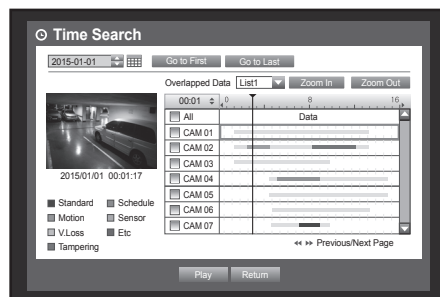 Time Search
2015-01-01 Go to First Go to Last
Overlapped Data List1 Zoom In Zoom Out
00:01 0 8 16
All Data
CAM 01
CAM 02
CAM 03
CAM 04
CAM 05
CAM 06
CAM 07
2015/01/01 00:01:17
Standard Schedule
Motion Sensor
V.Loss Etc
Tampering
Previous/Next Page
Play Return